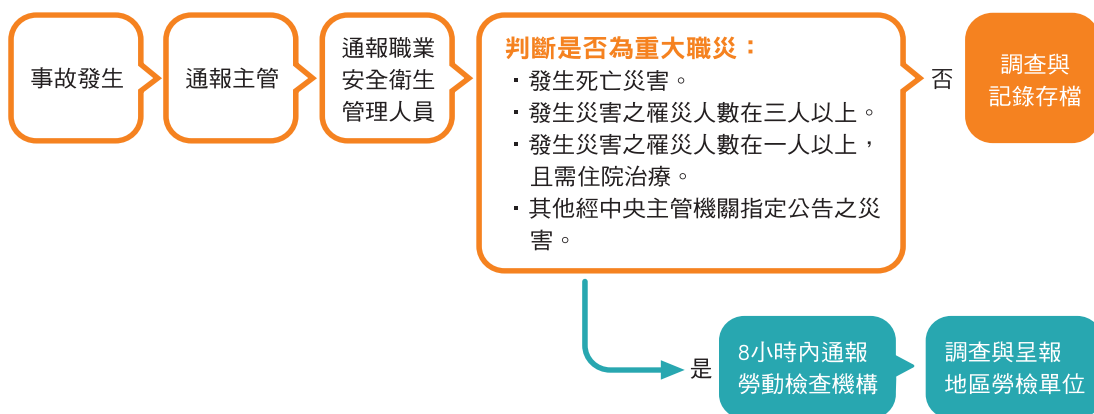 事故發生
通報主管
通報職業
安全衛生
管理人員
判斷是否為重大職災：
・發生死亡災害。
・發生災害之罹災人數在三人以上。
・發生災害之罹災人數在一人以上，
且需住院治療。
・其他經中央主管機關指定公告之災
害。
否
調查與
記錄存檔
是
8小時內通報
勞動檢查機構
調查與呈報
地區勞檢單位